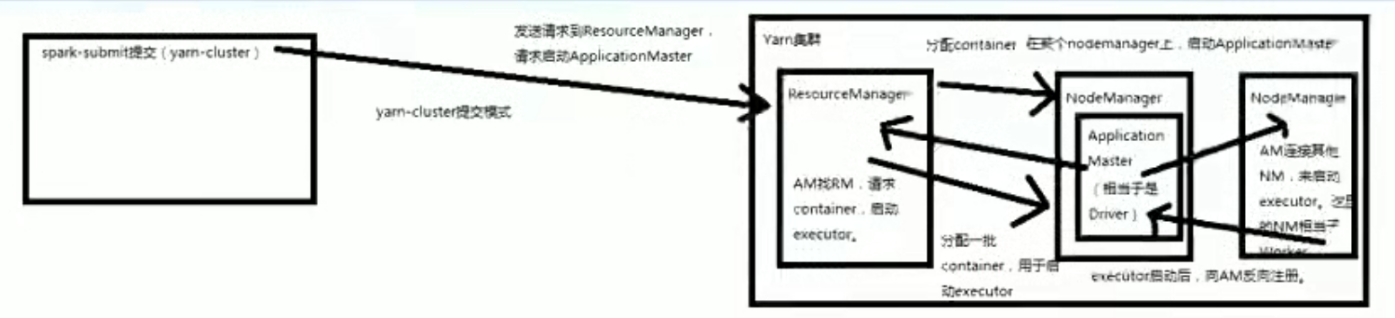 spark-submit提交（yarn-cluster）
发送请求到ResourceManager，
请求启动ApplicationMaster
yarn-cluster提交模式
Yarn集群
分配container 在某个nodemanager上，启动ApplicationMaster
ResourceManager
AM找RM，请求
container，启动
executor。
NodeManager
Application
Master
（相当于是
Driver）
NodeManager
AM连接其他
NM，来启动
executor。这里
的NM相当于
Worker
分配一批
container，用于启
动executor
executor启动后，向AM反向注册。